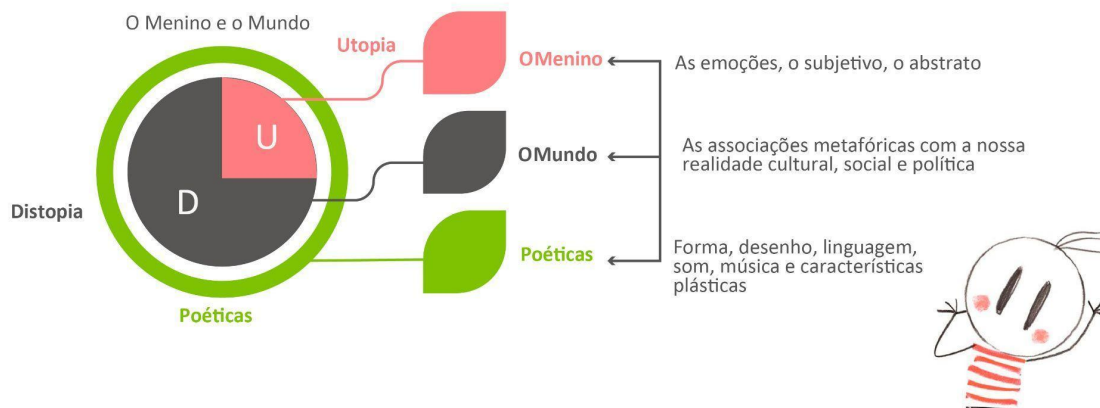 O Menino e o Mundo
Utopia
U
D
Distopia
Poéticas
OMenino
As emoções, o subjetivo, o abstrato
OMundo
As associações metafóricas com a nossa
realidade cultural, social e política
Poéticas
Forma, desenho, linguagem,
som, música e características
plásticas